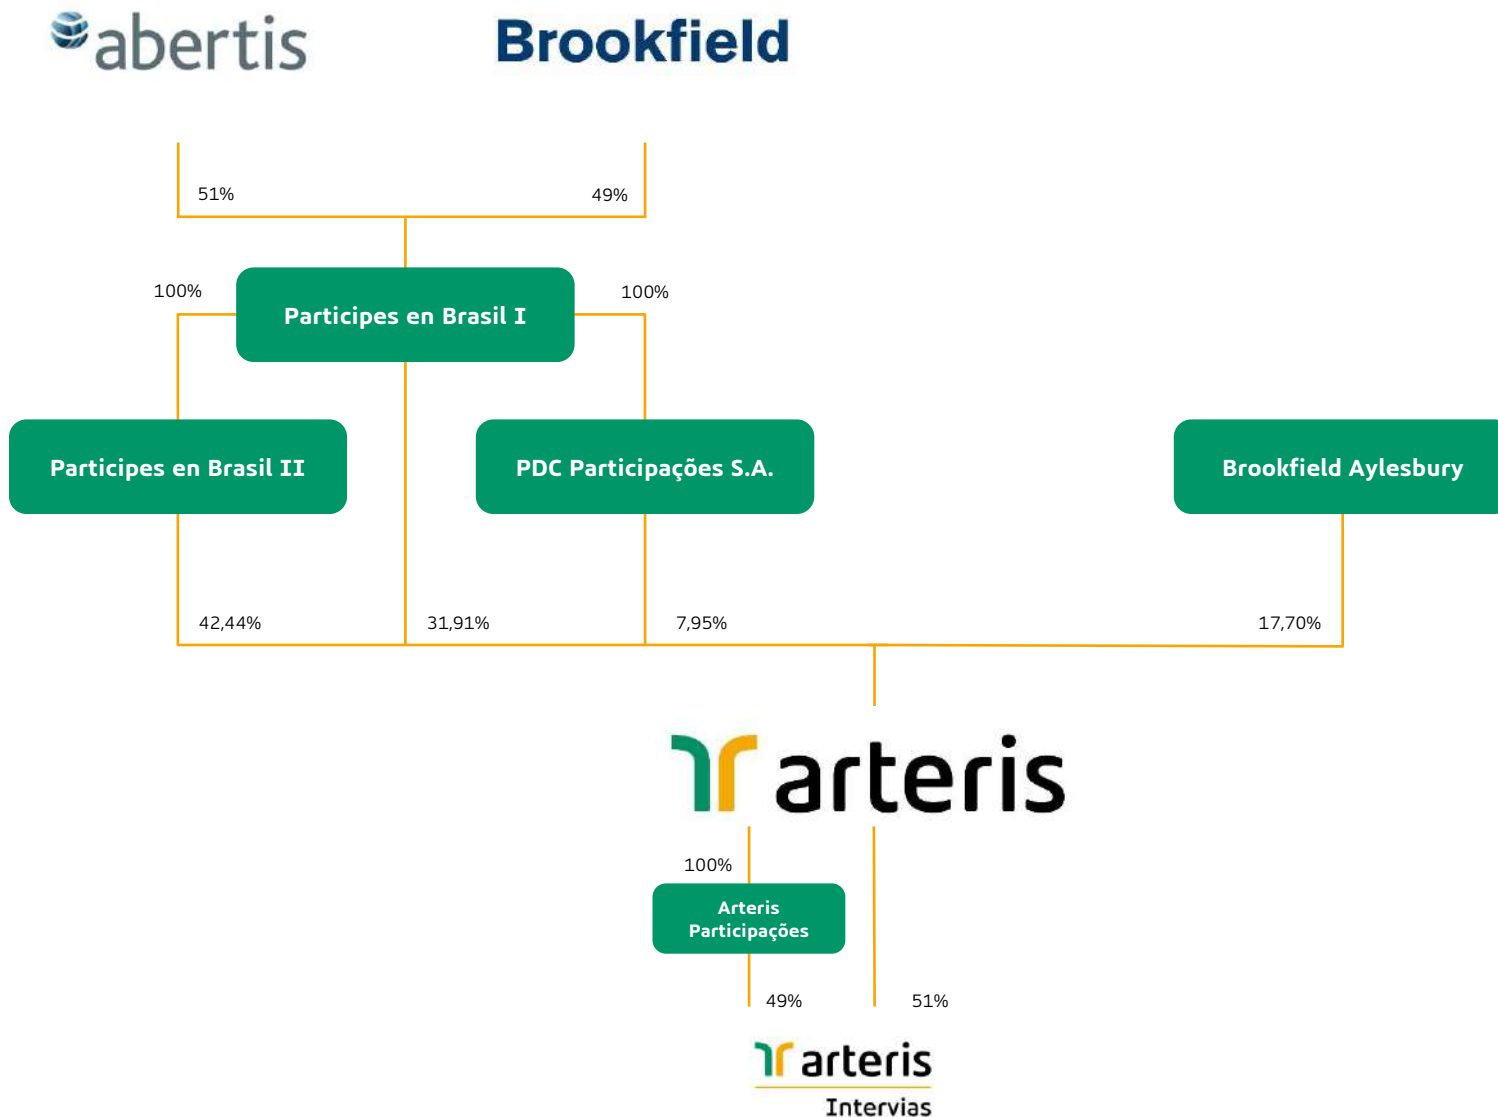 abertis
Brookfield
51%
49%
100%
100%
Participes en Brasil I
Participes en Brasil II
PDC Participações S.A.
Brookfield Aylesbury
42,44%
31,91%
7,95%
17,70%
arteris
100%
Arteris
Participações
49%
51%
arteris
Intervias